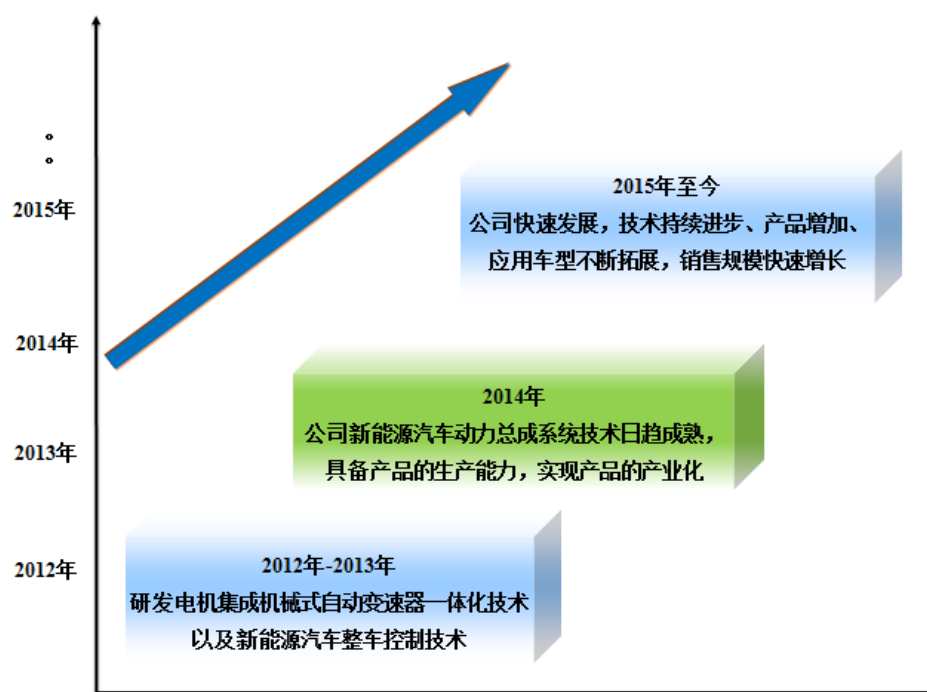 2015年
2014年
2013年
2012年
2015年至今
公司快速发展，技术持续进步、产品增加、
应用车型不断拓展，销售规模快速增长
2014年
公司新能源汽车动力总成系统技术日趋成熟，
具备产品的生产能力，实现产品的产业化
2012年-2013年
研发电机集成机械式自动变速器一体化技术
以及新能源汽车整车控制技术